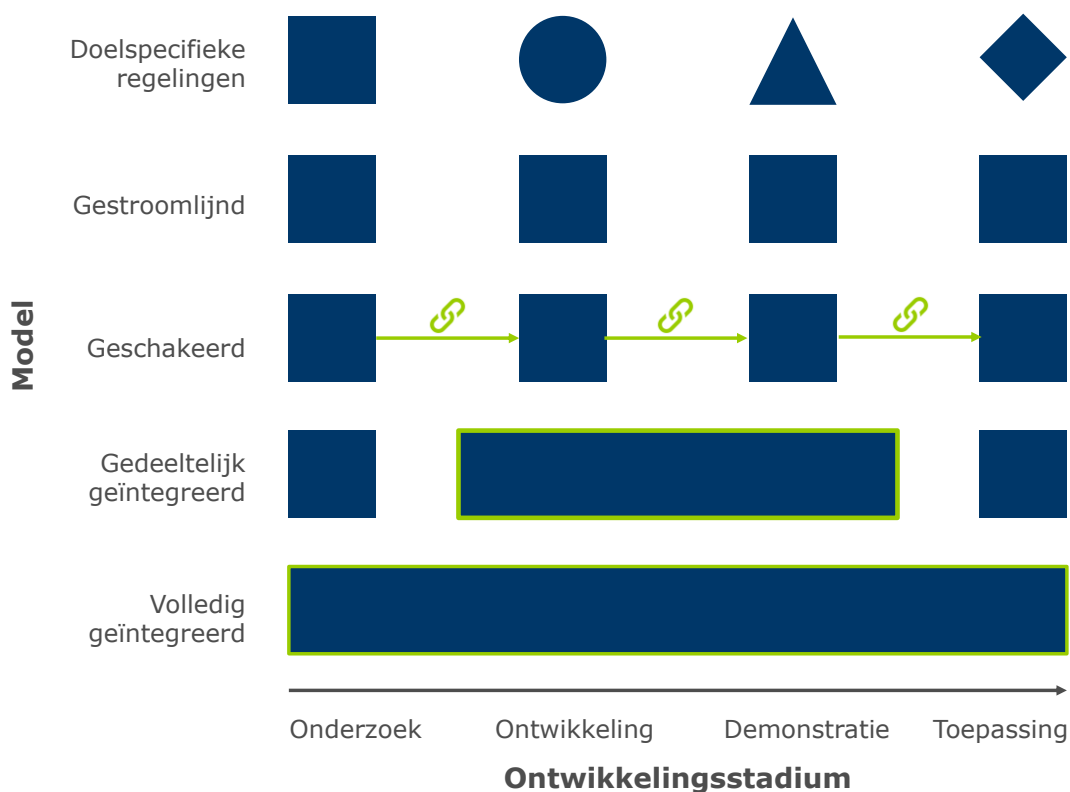 Doelspecifieke
regelingen
Gestroomlijnd
Geschakeerd
Gedeeltelijk
geïntegreerd
Volledig
geïntegreerd
Model
Onderzoek
Ontwikkeling
Demonstratie
Toepassing
Ontwikkelingsstadium